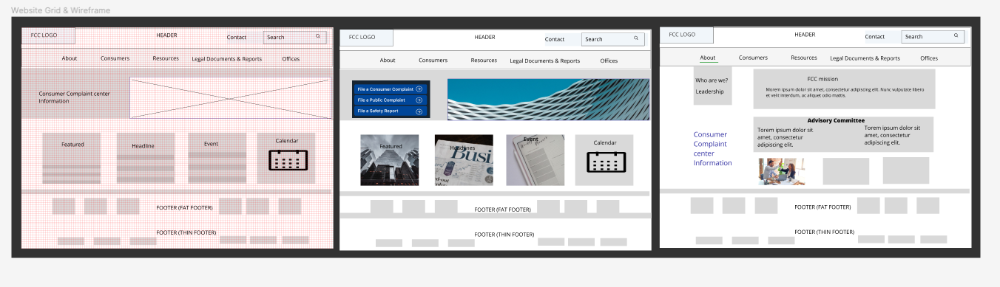 Website Grid & Wireframe
FCC LOGO
HEADER
Contact
Search
About
Consumers
Resources
Legal Documents & Reports
Offices
Consumer Complaint center
Information
Featured
Headline
Event
Calendar
FOOTER (FAT FOOTER)
FOOTER (THIN FOOTER)
FCC LOGO
HEADER
Contact
Search
About
Consumers
Resources
Legal Documents & Reports
Offices
File a Consumer Complaint
File a Public Complaint
File a Safety Report
Featured
Headlines
Busi
Event
Calendar
FOOTER (FAT FOOTER)
FOOTER (THIN FOOTER)
FCC LOGO
HEADER
Contact
Search
About
Consumers
Resources
Legal Documents & Reports
Offices
Who are we?
Leadership
FCC mission
Morem ipsum dolor sit amet, consectetur adipiscing elit. Nunc vulputate libero
et velit interdum, ac aliquet odio mattis.
Advisory Committee
Torem ipsum dolor sit
amet, consectetur
adipiscing elit.
Torem ipsum dolor sit
amet, consectetur
adipiscing elit.
Consumer
Complaint
center
Information
FOOTER (FAT FOOTER)
FOOTER (THIN FOOTER)